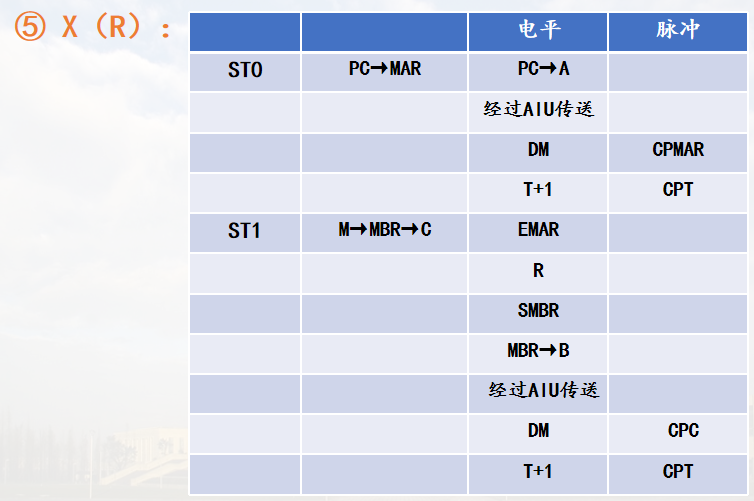 ⑤ X（R）：
电平 脉冲
ST0 PC→MAR PC→A
经过AIU传送
DM CPMAR
T+1 CPT
ST1 M→MBR→C EMAR
R
SMBR
MBR→B
经过AIU传送
DM CPC
T+1 CPT